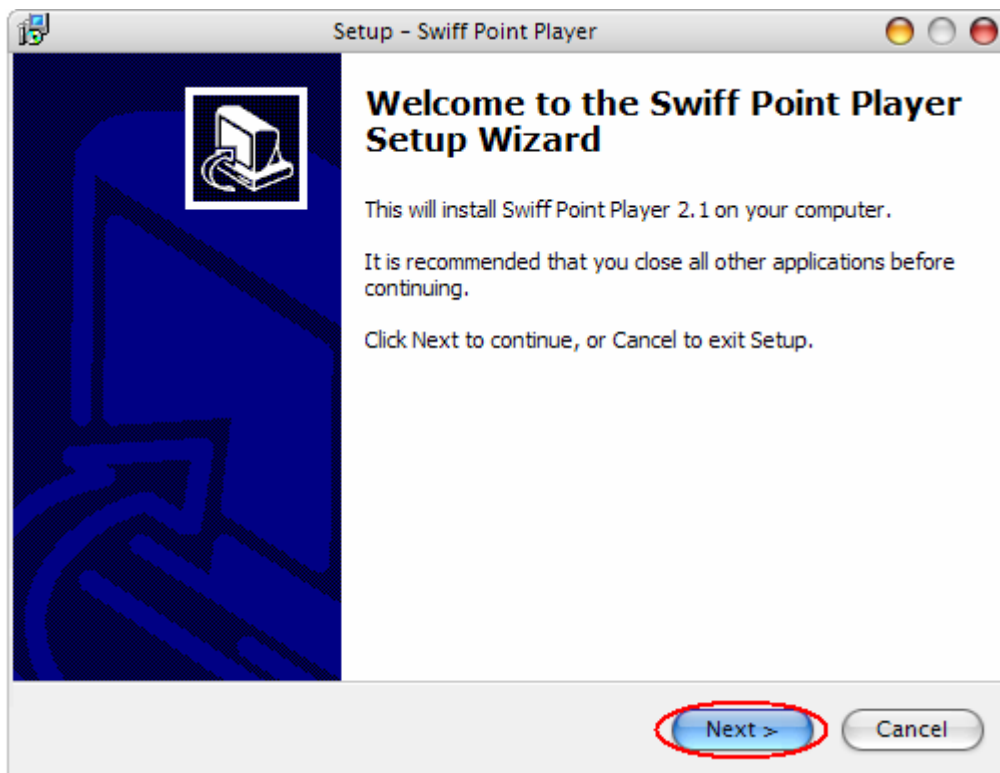 Setup - Swiff Point Player
Welcome to the Swiff Point Player
Setup Wizard
This will install Swiff Point Player 2.1 on your computer.
It is recommended that you close all other applications before
continuing.
Click Next to continue, or Cancel to exit Setup.
Next >
Cancel